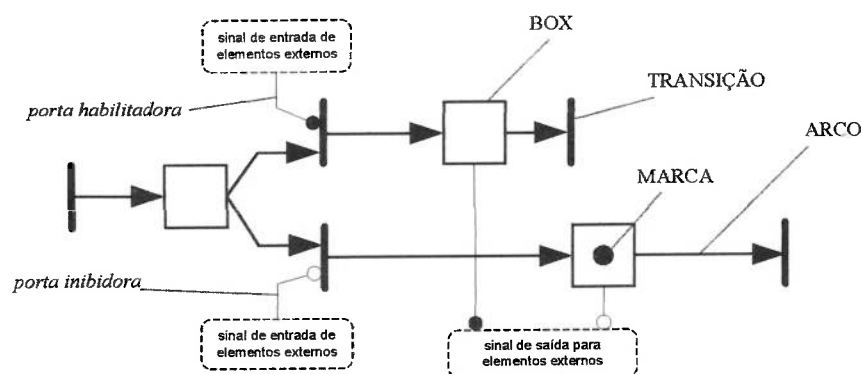 sinal de entrada de
elementos externos
BOX
TRANSIÇÃO
porta habilitadora
ARCO
MARCA
porta inibidora
sinal de entrada de
elementos externos
sinal de saída para
elementos externos